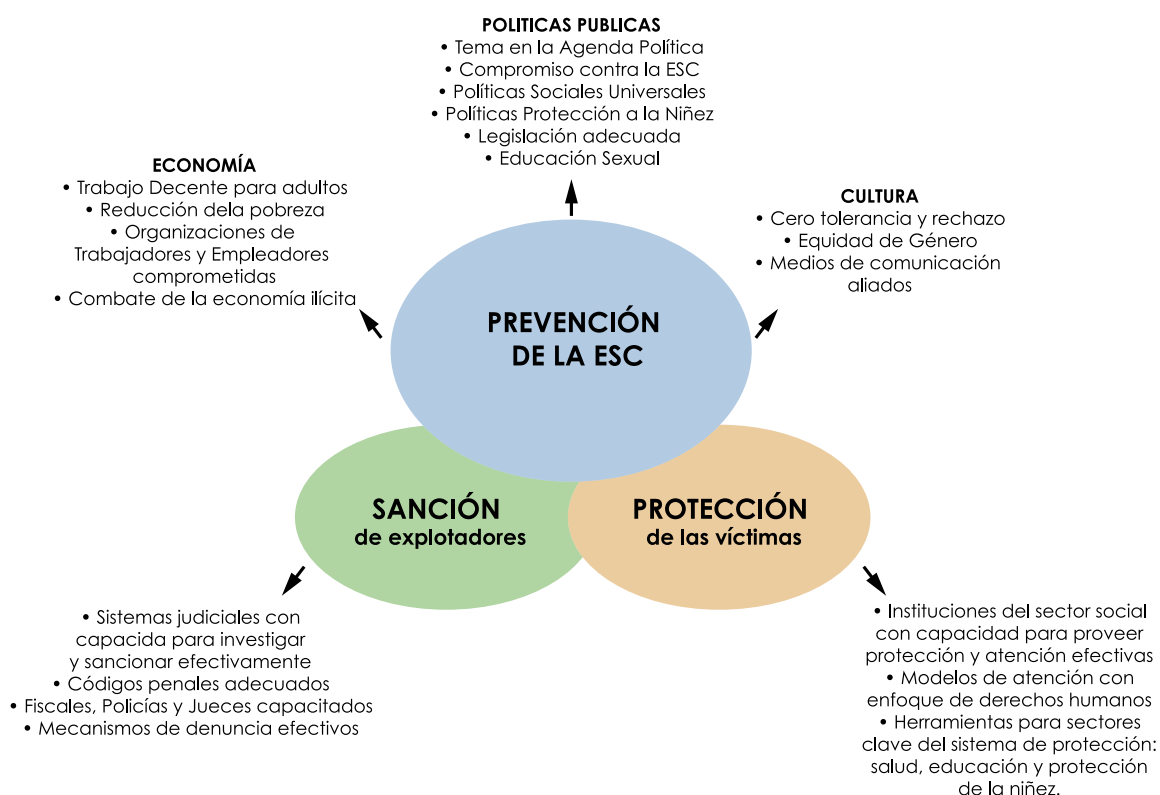 POLITICAS PUBLICAS
• Tema en la Agenda Política
• Compromiso contra la ESC
• Políticas Sociales Universales
• Políticas Protección a la Niñez
• Legislación adecuada
• Educación Sexual
ECONOMÍA
• Trabajo Decente para adultos
• Reducción dela pobreza
• Organizaciones de
Trabajadores y Empleadores
comprometidas
• Combate de la economía ilícita
CULTURA
• Cero tolerancia y rechazo
• Equidad de Género
• Medios de comunicación
aliados
PREVENCIÓN
DE LA ESC
SANCIÓN
de explotadores
PROTECCIÓN
de las víctimas
• Sistemas judiciales con
capacida para investigar
y sancionar efectivamente
• Códigos penales adecuados
• Fiscales, Policías y Jueces capacitados
• Mecanismos de denuncia efectivos
• Instituciones del sector social
con capacidad para proveer
protección y atención efectivas
• Modelos de atención con
enfoque de derechos humanos
• Herramientas para sectores
clave del sistema de protección:
salud, educación y protección
de la niñez.